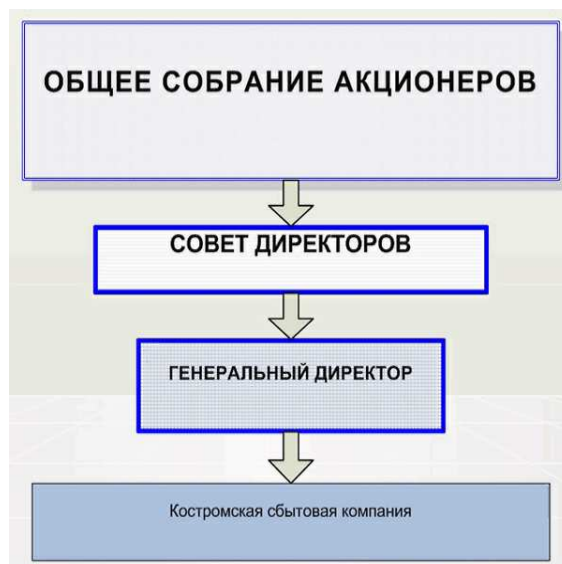 ОБЩЕЕ СОБРАНИЕ АКЦИОНЕРОВ
СОВЕТ ДИРЕКТОРОВ
ГЕНЕРАЛЬНЫЙ ДИРЕКТОР
Костромская сбытовая компания